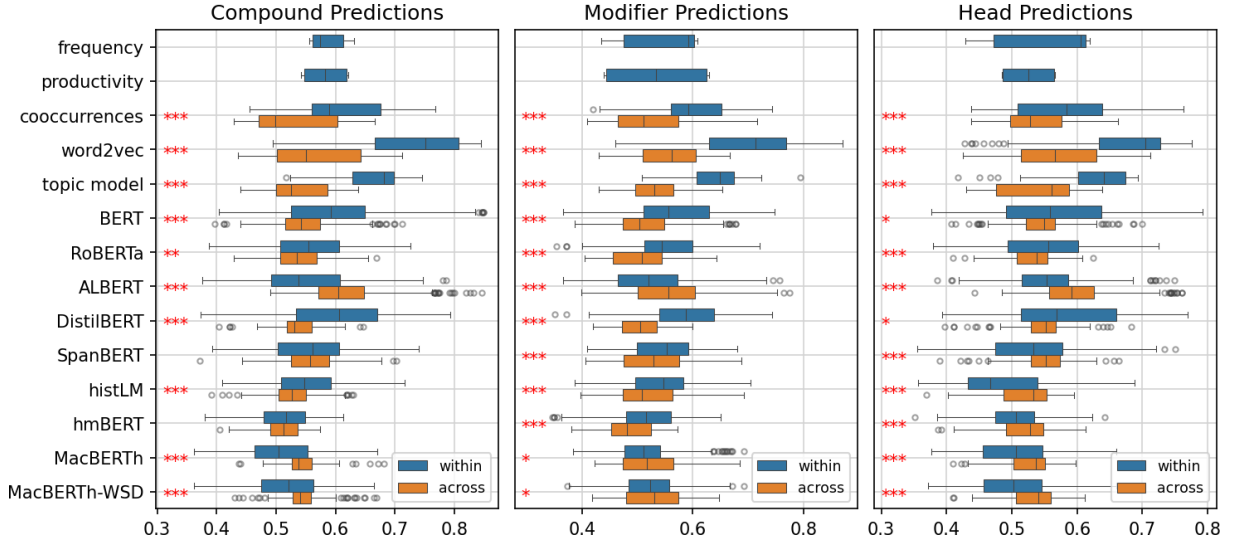 Compound Predictions
Modifier Predictions
Head Predictions
frequency
productivity
cooccurrences *** *** ***
word2vec *** *** ***
topic model *** *** ***
BERT *** *** *
RoBERTa ** *** ***
ALBERT *** *** ***
DistilBERT *** *** *
SpanBERT *** ***
histLM *** *** ***
hmBERT *** ***
MacBERTh *** * ***
MacBERTh-WSD *** * ***
within
across
within
across
within
across
0.3 0.4 0.5 0.6 0.7 0.8
0.4 0.6 0.8
0.3 0.4 0.5 0.6 0.7 0.8